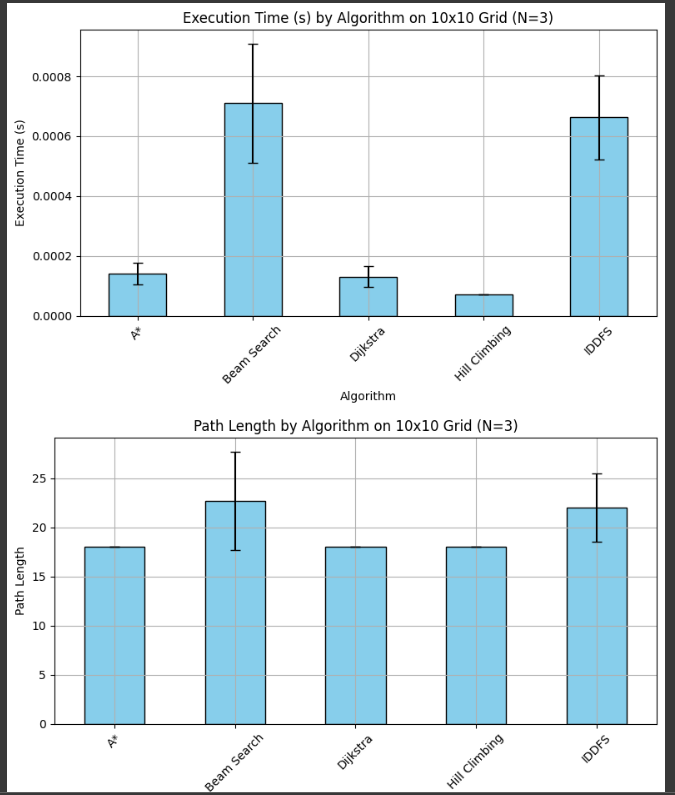 Execution Time (s) by Algorithm on 10x10 Grid (N=3)
Execution Time (s)
0.0008
0.0006
0.0004
0.0002
0.0000
A*
Beam Search
Dijkstra
Hill Climbing
IDDFS
Algorithm
Path Length by Algorithm on 10x10 Grid (N=3)
Path Length
25
20
15
10
5
0
A*
Beam Search
Dijkstra
Hill Climbing
IDDFS